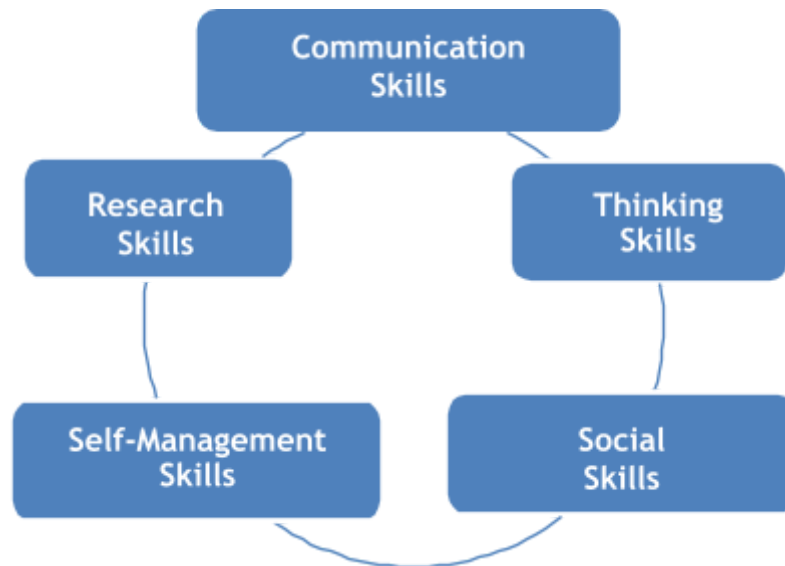 Communication
Skills
Research
Skills
Thinking
Skills
Self-Management
Skills
Social
Skills